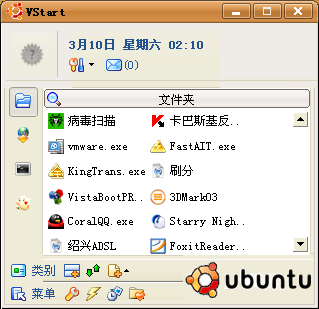 VStart
3月10日 星期六 02:10
(0)
文件夹
病毒扫描 卡巴斯基反..
vmware.exe FastAIT.exe
KingTrans.exe 刷分
VistaBootPR.. 3DMark03
CoralQQ.exe Starry Nigh..
绍兴ADSL FoxitReader..
类别
菜单
ubuntu